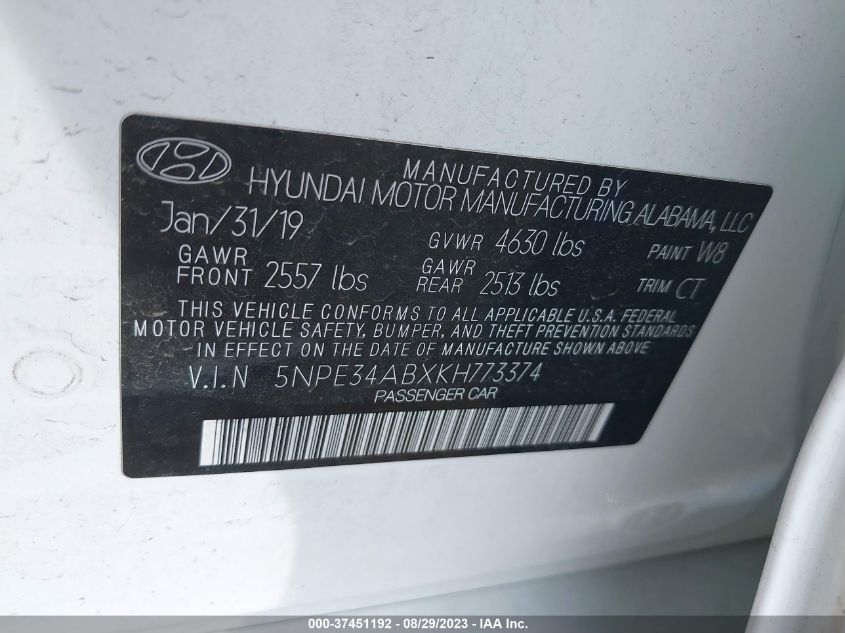 MANUFACTURED BY
HYUNDAI MOTOR MANUFACTURING ALABAMA, LLC
Jan/31/19 GVWR 4630 lbs PAINT W8
GAWR FRONT 2557 lbs GAWR REAR 2513 lbs TRIM CT
THIS VEHICLE CONFORMS TO ALL APPLICABLE U.S.A. FEDERAL
MOTOR VEHICLE SAFETY, BUMPER, AND THEFT PREVENTION STANDARDS
IN EFFECT ON THE DATE OF MANUFACTURE SHOWN ABOVE
V.I.N 5NPE34ABXKH773374
PASSENGER CAR
000-37451192 - 08/29/2023 - IAA Inc.